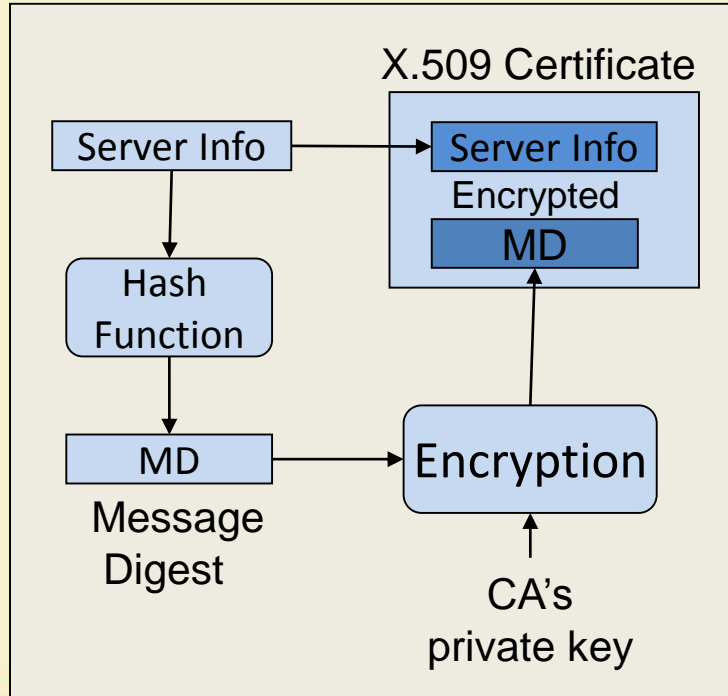 X.509 Certificate
Server Info
Server Info
Encrypted
MD
Hash
Function
MD
Encryption
Message
Digest
CA’s
private key